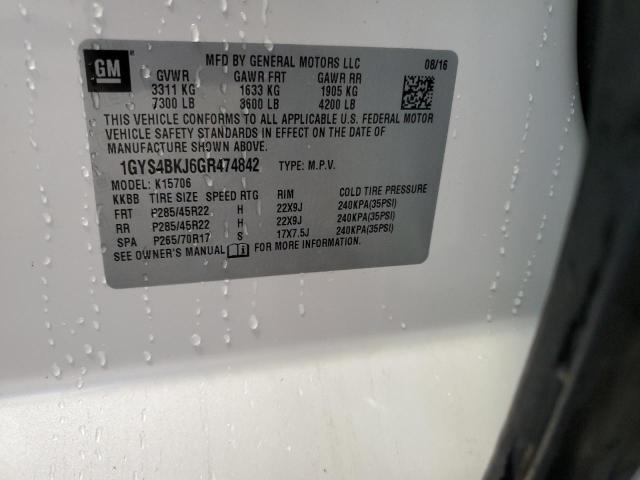 GM
MFD BY GENERAL MOTORS LLC 08/16
GVWR GAWR FRT GAWR RR
3311 KG 1633 KG 1905 KG
7300 LB 3600 LB 4200 LB
THIS VEHICLE CONFORMS TO ALL APPLICABLE U.S. FEDERAL MOTOR
VEHICLE SAFETY STANDARDS IN EFFECT ON THE DATE OF
MANUFACTURE SHOWN ABOVE.
1GYS4BKJ6GR474842 TYPE: M.P.V.
MODEL: K15706
KKBB TIRE SIZE SPEED RTG RIM COLD TIRE PRESSURE
FRT P285/45R22 H 22X9J 240KPA(35PSI)
RR P285/45R22 H 22X9J 240KPA(35PSI)
SPA P265/70R17 S 17X7.5J 240KPA(35PSI)
SEE OWNER'S MANUAL FOR MORE INFORMATION.